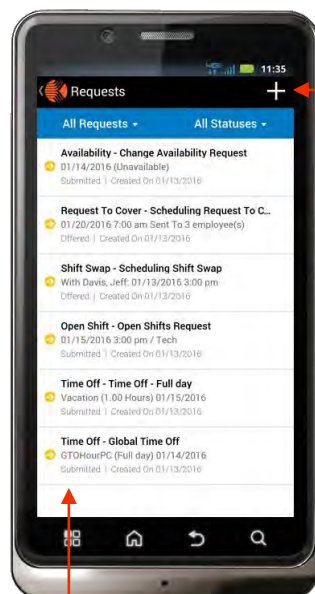 11:35
Requests
All Requests
All Statuses
Availability - Change Availability Request
01/14/2016 (Unavailable)
Submitted | Created On 01/13/2016
Request To Cover - Scheduling Request To C...
01/20/2016 7:00 am Sent To 3 employee(s)
Offered | Created On 01/13/2016
Shift Swap - Scheduling Shift Swap
With Davis, Jeff: 01/13/2016 3:00 pm
Offered | Created On 01/13/2016
Open Shift - Open Shifts Request
01/15/2016 3:00 pm / Tech
Submitted | Created On 01/13/2016
Time Off - Time Off - Full day
Vacation (1.00 Hours) 01/15/2016
Submitted | Created On 01/13/2016
Time Off - Global Time Off
GTOHourPC (Full day) 01/14/2016
Submitted | Created On 01/13/2016